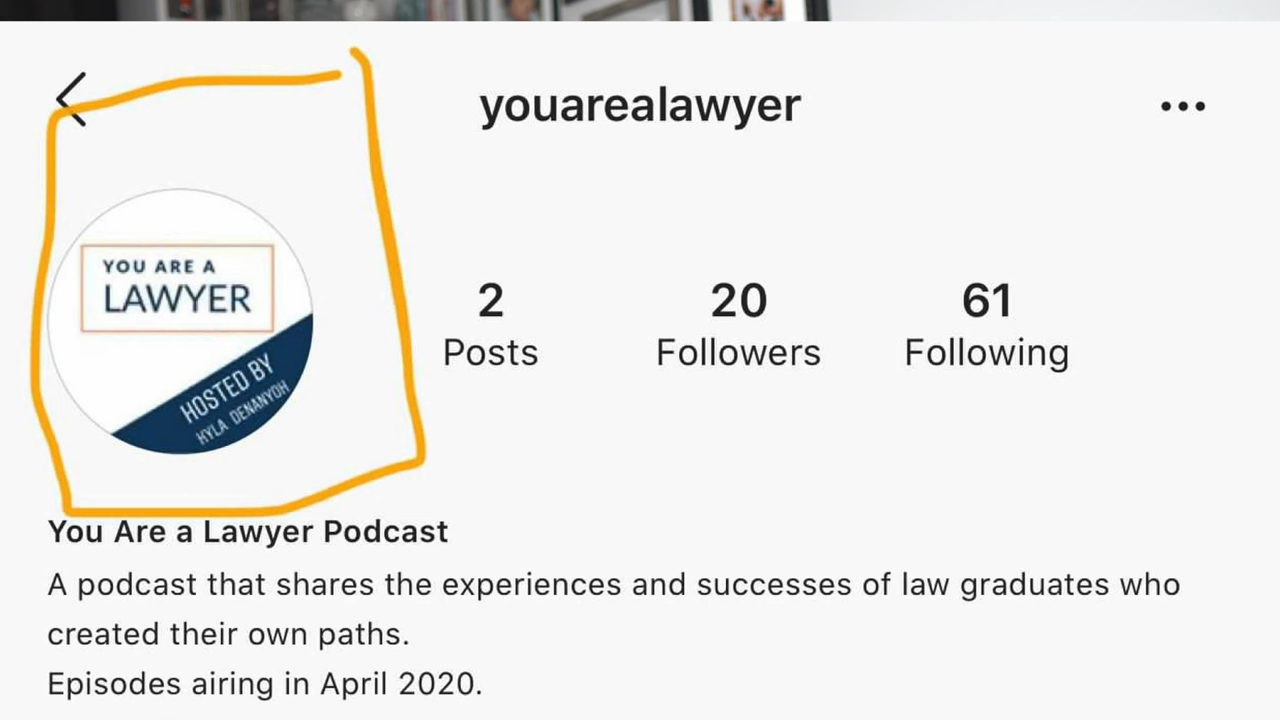 youarealawyer
YOU ARE A
LAWYER
HOSTED BY
HYLA DENANYOH
2
Posts
20
Followers
61
Following
You Are a Lawyer Podcast
A podcast that shares the experiences and successes of law graduates who
created their own paths.
Episodes airing in April 2020.